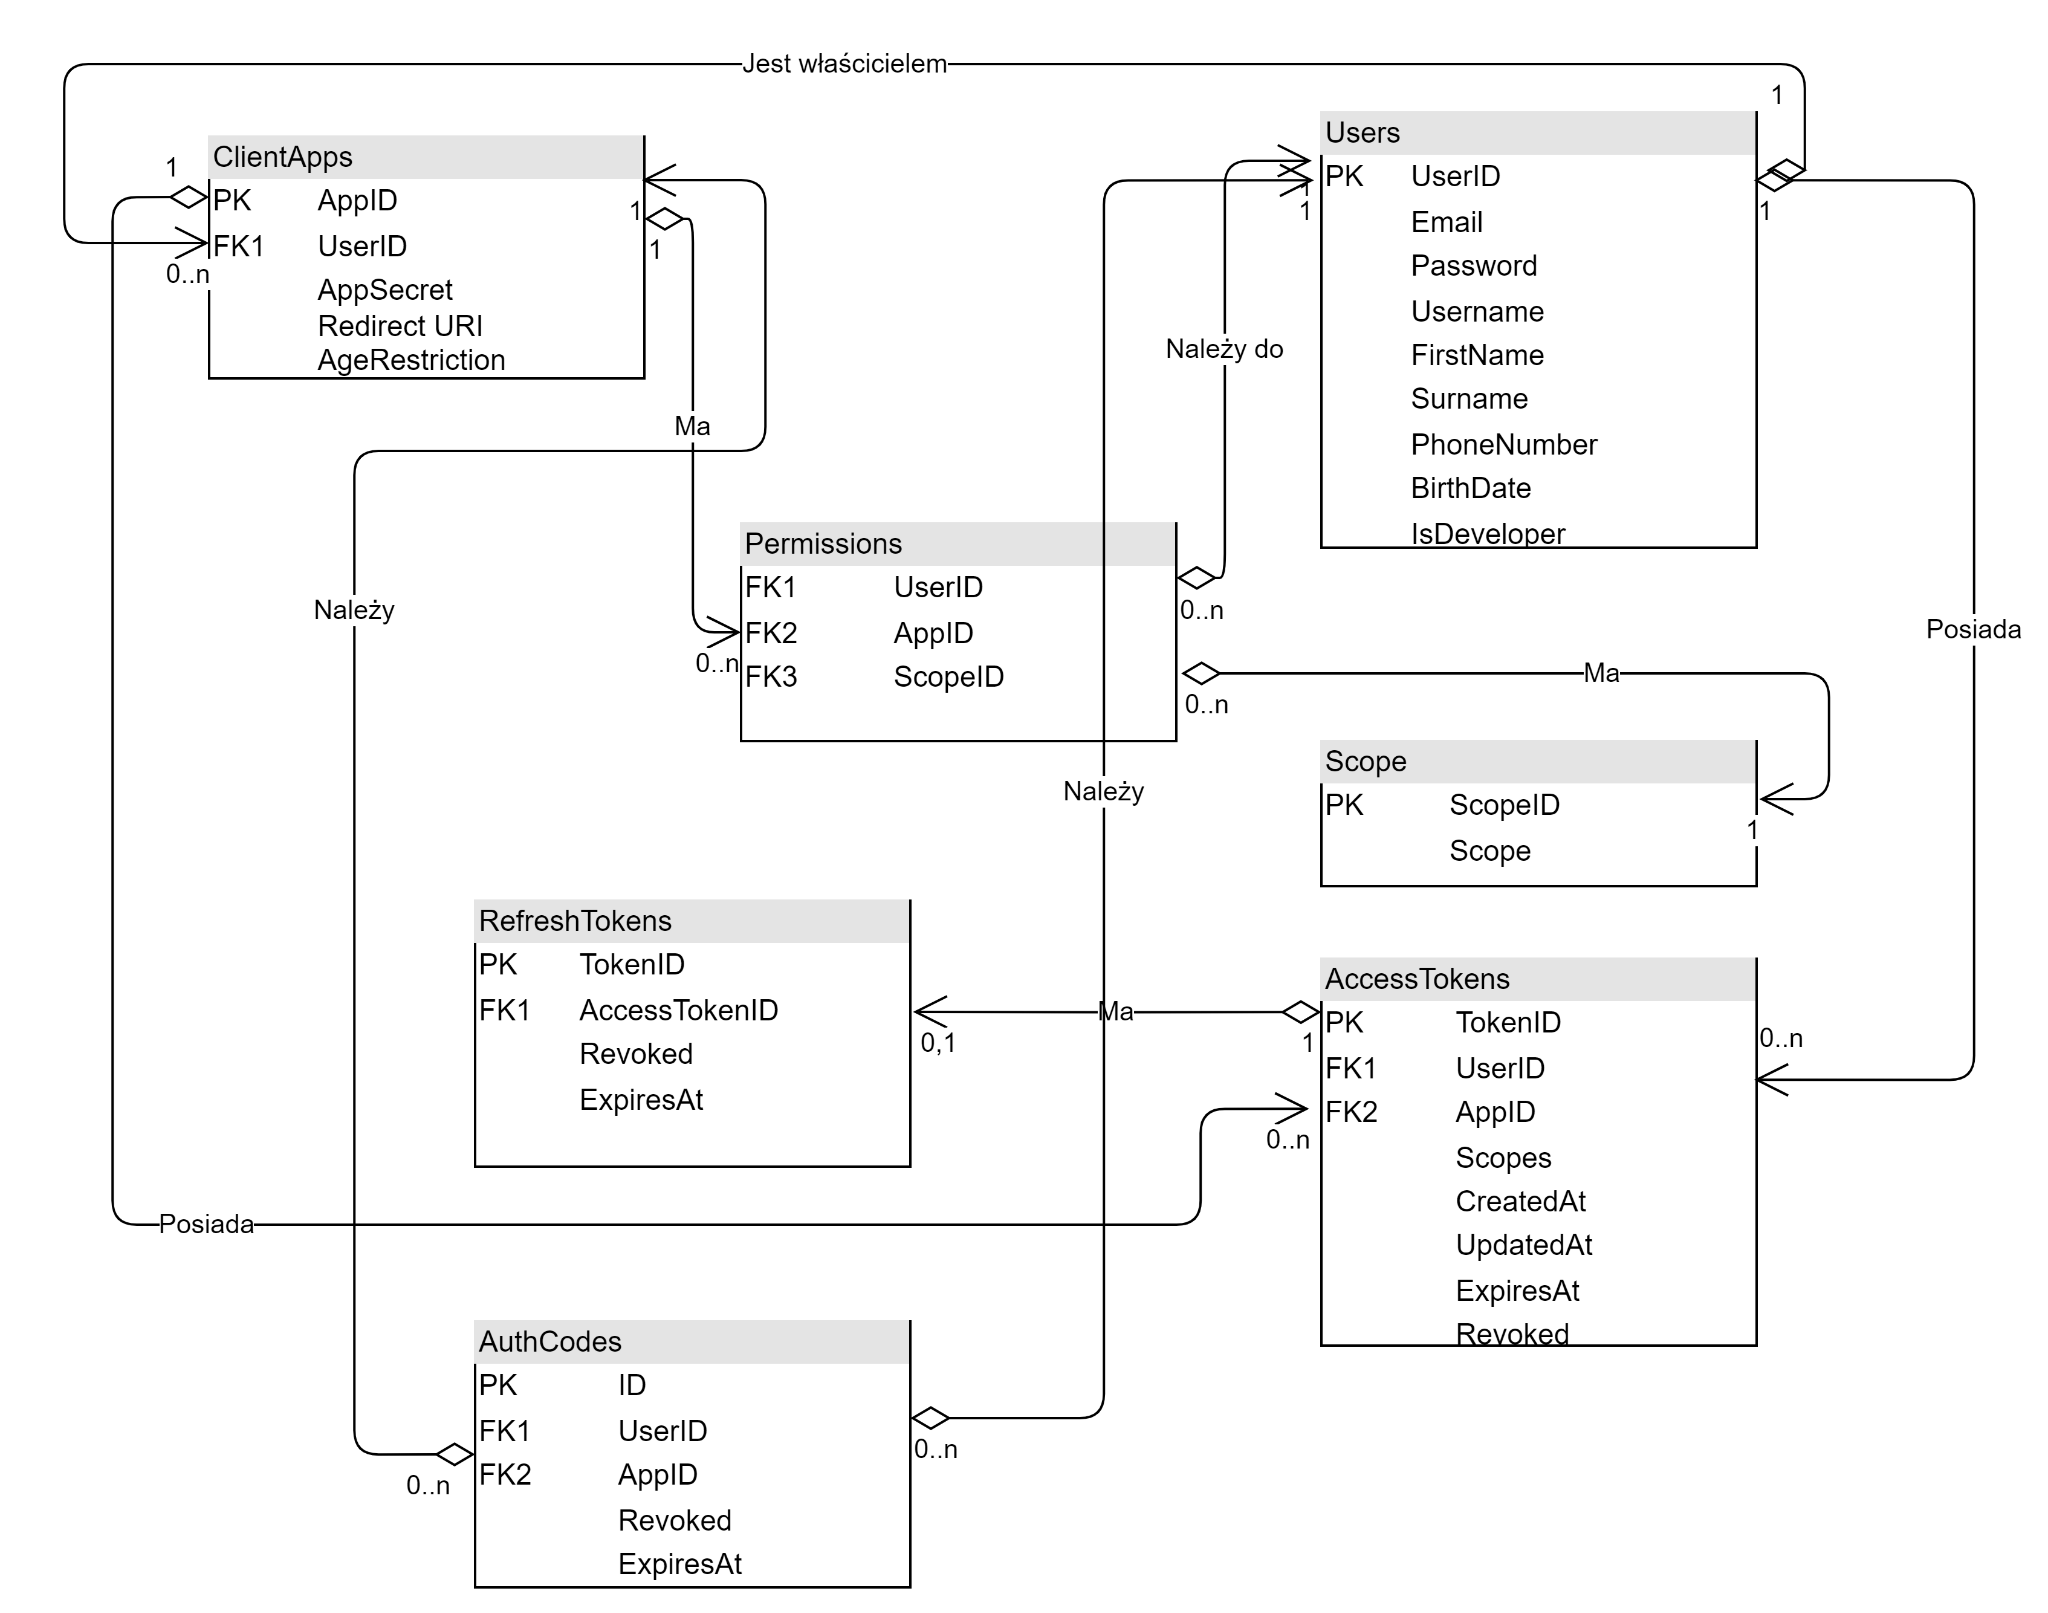 Jest właścicielem
1
Users
PK UserID
Email
Password
Username
FirstName
Surname
PhoneNumber
BirthDate
IsDeveloper
1
1
1
1
ClientApps
PK AppID
FK1 UserID
AppSecret
Redirect URI
AgeRestriction
0..n
1
1
Ma
Należy do
Należy
Permissions
FK1 UserID
FK2 AppID
FK3 ScopeID
0..n
0..n
0..n
Ma
Posiada
Scope
PK ScopeID
Scope
1
Należy
RefreshTokens
PK TokenID
FK1 AccessTokenID
Revoked
ExpiresAt
0,1
Ma
1
AccessTokens
PK TokenID
FK1 UserID
FK2 AppID
Scopes
CreatedAt
UpdatedAt
ExpiresAt
Revoked
0..n
0..n
Posiada
AuthCodes
PK ID
FK1 UserID
FK2 AppID
Revoked
ExpiresAt
0..n
0..n